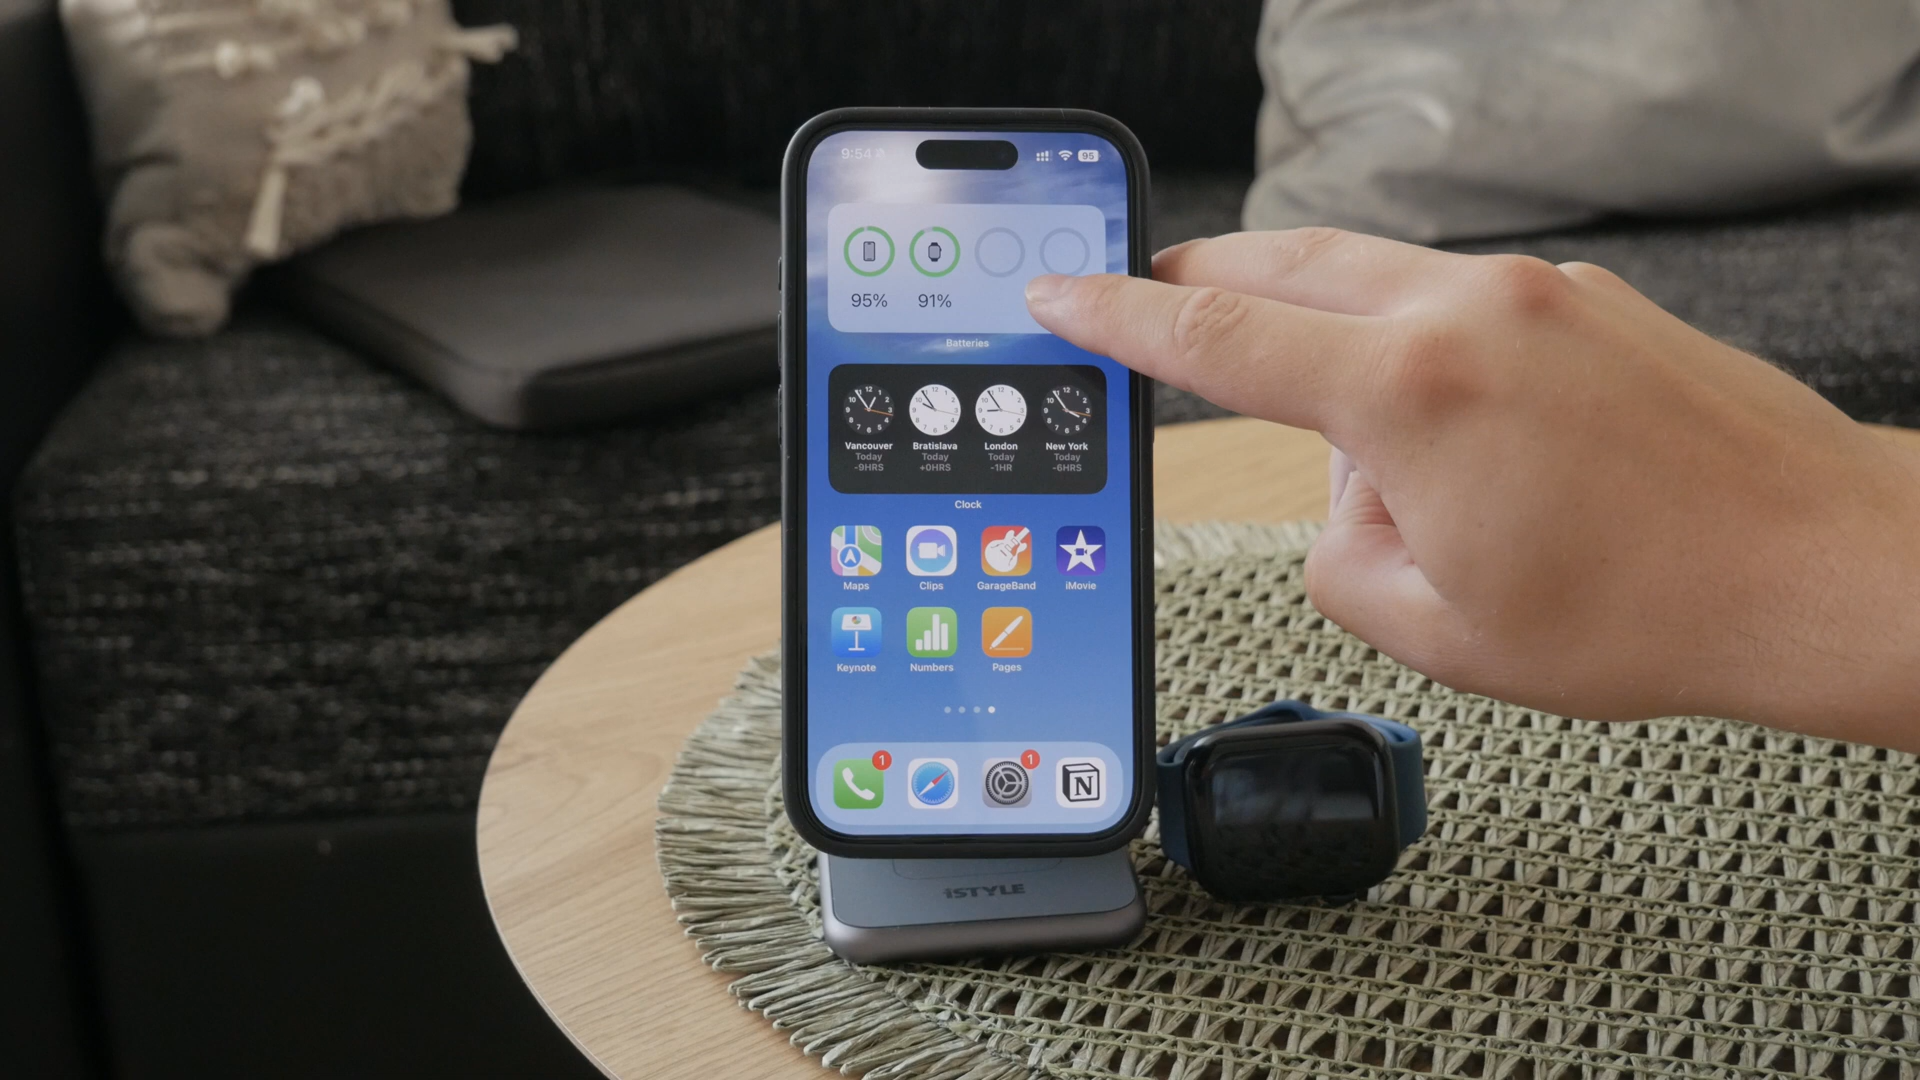 9:54
95
95% 91%
Batteries
Vancouver Bratislava London New York
Today Today Today Today
-9HRS +0HRS -1HR -6HRS
Clock
Maps Clips GarageBand iMovie
Keynote Numbers Pages
1 1
N
iSTYLE